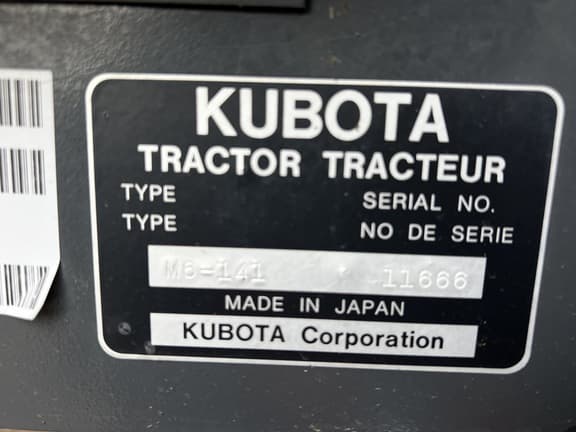 KUBOTA
TRACTOR TRACTEUR
TYPE SERIAL NO.
TYPE NO DE SERIE
M6-141 11666
MADE IN JAPAN
KUBOTA Corporation